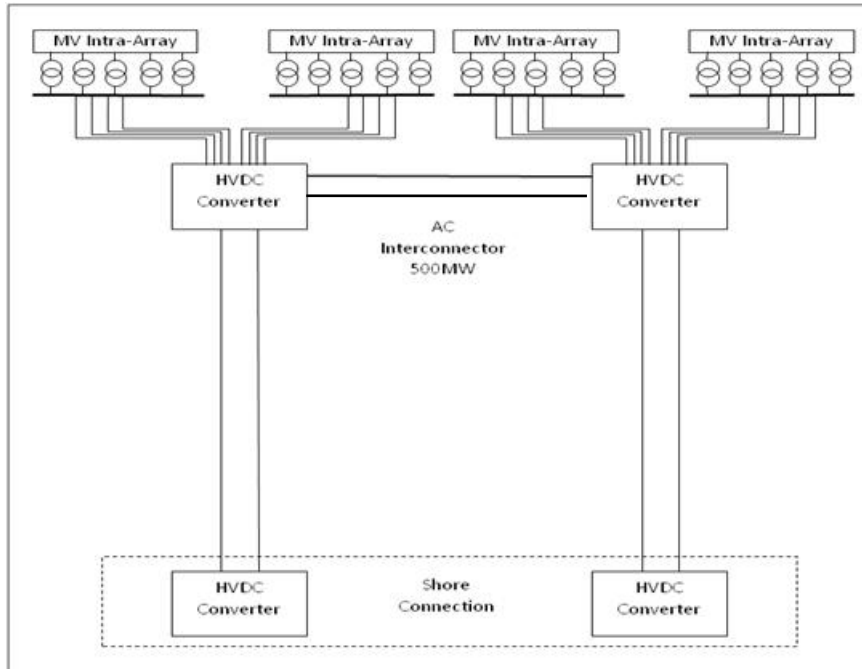 MV Intra-Array
MV Intra-Array
MV Intra-Array
MV Intra-Array
HVDC
Converter
HVDC
Converter
AC
Interconnector
500MW
HVDC
Converter
Shore
Connection
HVDC
Converter